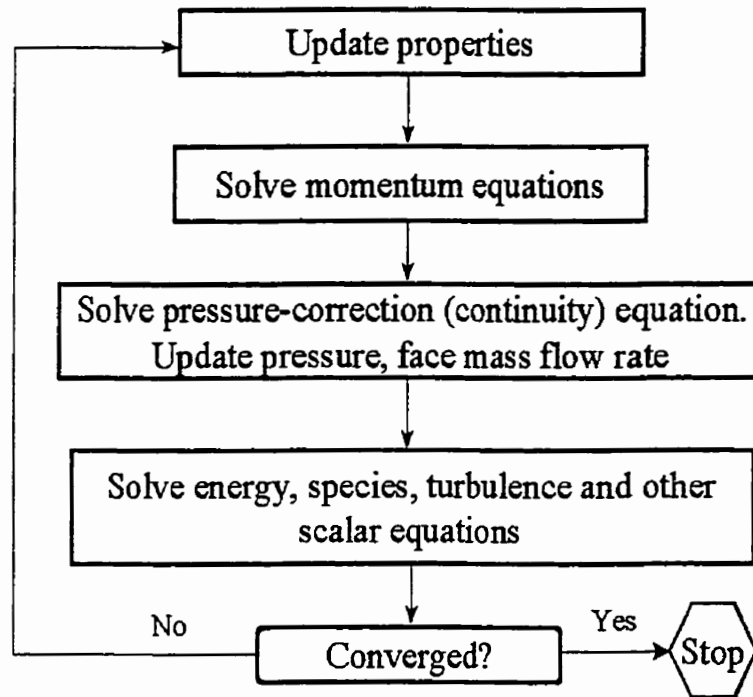 Update properties
Solve momentum equations
Solve pressure-correction (continuity) equation.
Update pressure, face mass flow rate
Solve energy, species, turbulence and other
scalar equations
No
Converged?
Yes
Stop